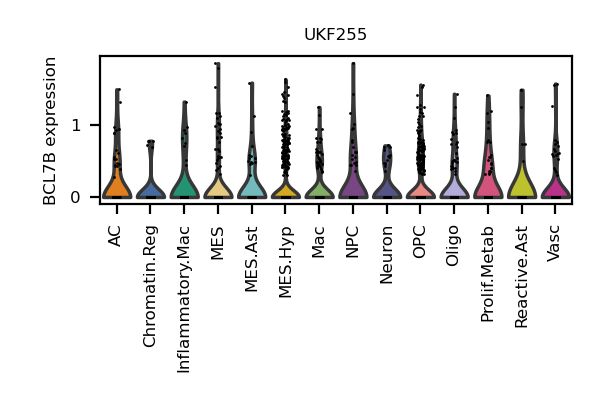 UKF255
BCL7B expression
1
0
AC
Chromatin.Reg
Inflammatory.Mac
MES
MES.Ast
MES.Hyp
Mac
NPC
Neuron
OPC
Oligo
Prolif.Metab
Reactive.Ast
Vasc